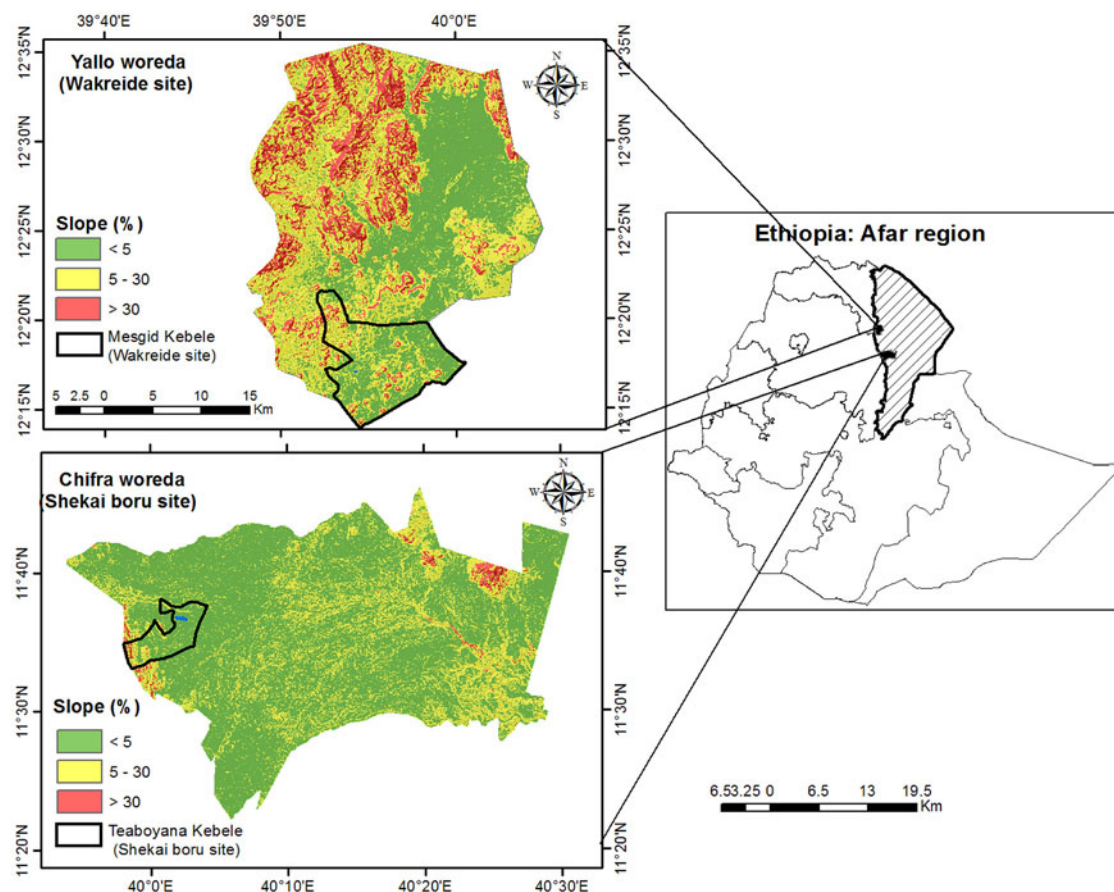 39°40'E 39°50'E 40°0'E
Yallo woreda
(Wakreide site)
N
W E
S
Slope (%)
< 5
5 - 30
> 30
Mesgid Kebele
(Wakreide site)
5 2.5 0 5 10 15
Km
12°35'N
12°30'N
12°25'N
12°20'N
12°15'N
12°35'N
12°30'N
12°25'N
12°20'N
12°15'N
Ethiopia: Afar region
Chifra woreda
(Shekai boru site)
N
W E
S
Slope (%)
< 5
5 - 30
> 30
Teaboyana Kebele
(Shekai boru site)
11°40'N
11°30'N
11°20'N
11°40'N
11°30'N
11°20'N
40°0'E 40°10'E 40°20'E 40°30'E
6.53.25 0 6.5 13 19.5
Km